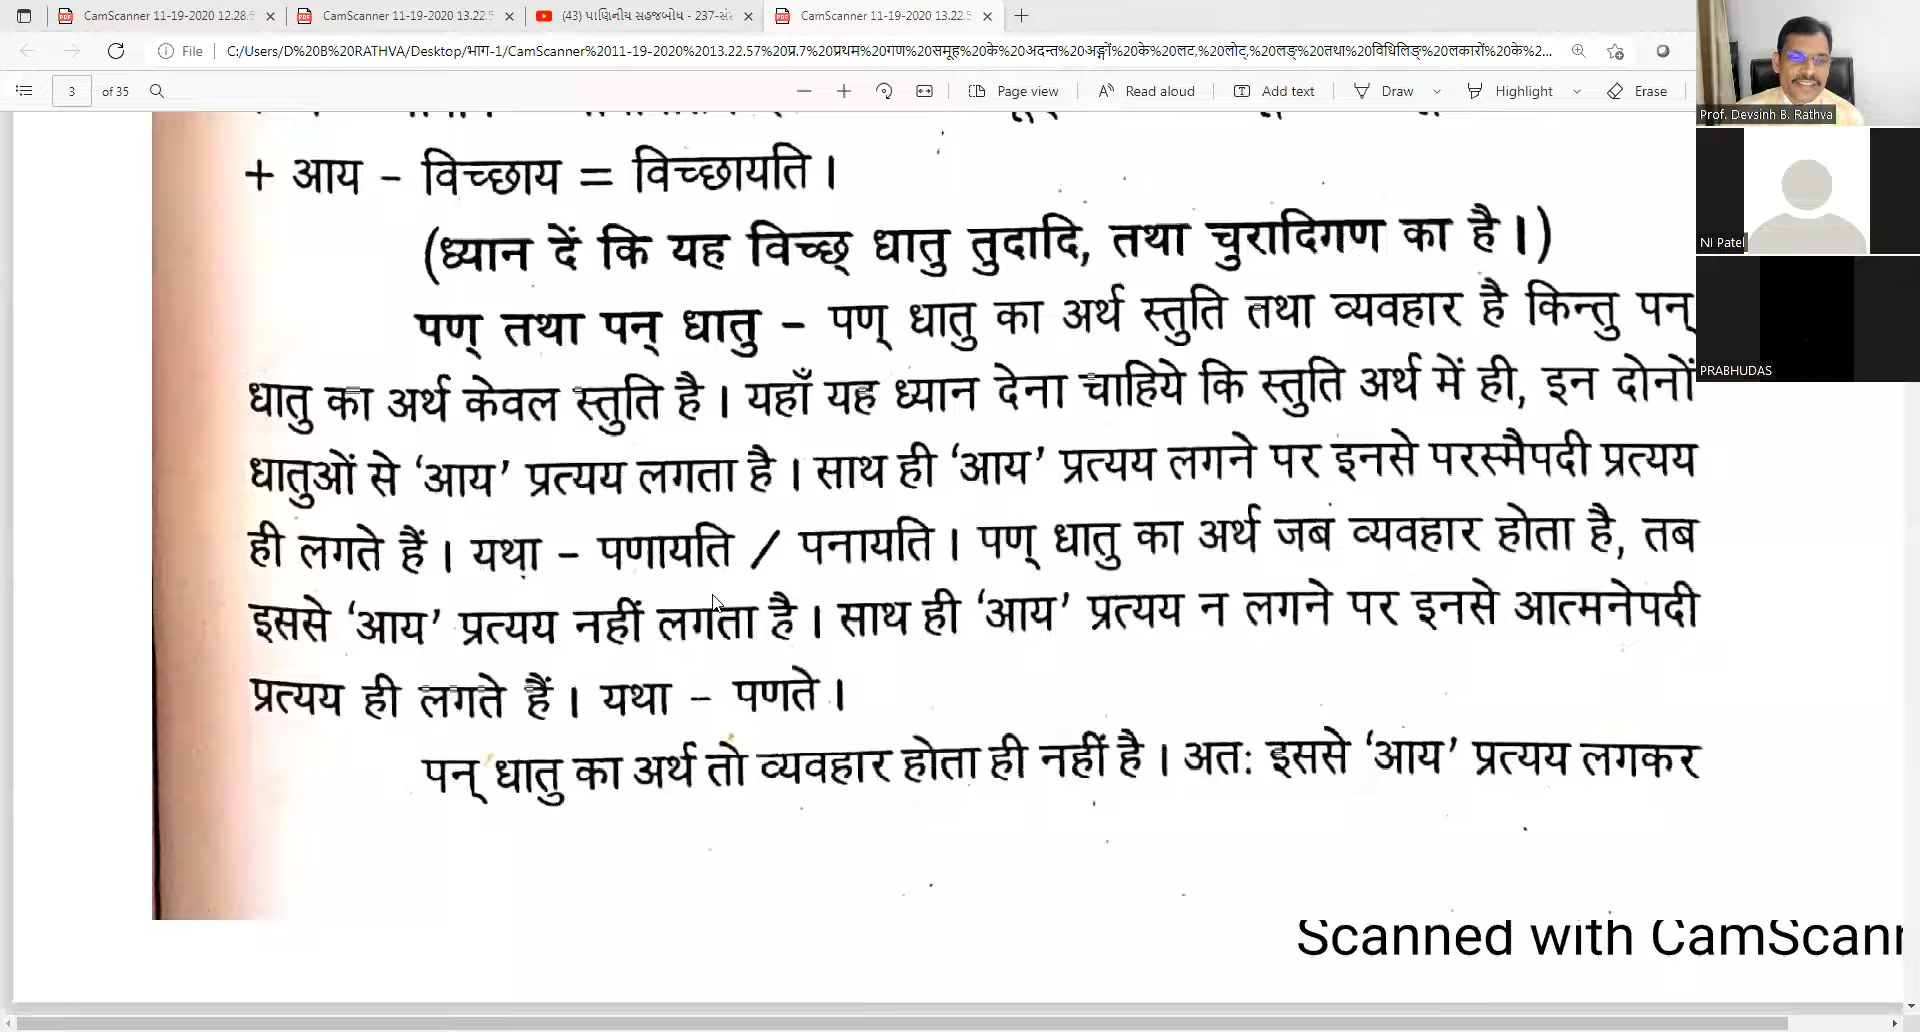 CamScanner 11-19-2020 12.28.5
CamScanner 11-19-2020 13.22.5
(43) પાણિનીય સહજબોધ - 237-સં
CamScanner 11-19-2020 13.22.5
File
C:/Users/D%20B%20RATHVA/Desktop/भाग-1/CamScanner%2011-19-2020%2013.22.57%20प्र.7%20प्रथम%20गण%20समूह%20के%20अदन्त%20अङ्गों%20के%20लट,%20लोट्,%20लङ्%20तथा%20विधिलिङ्%20लकारों%20के%2...
3 of 35
Page view
Read aloud
Add text
Draw
Highlight
Erase
Prof. Devsinh B. Rathva
NI Patel
PRABHUDAS
+ आय - विच्छाय = विच्छायति ।
(ध्यान दें कि यह विच्छ् धातु तुदादि, तथा चुरादिगण का है ।)
पण् तथा पन् धातु - पण् धातु का अर्थ स्तुति तथा व्यवहार है किन्तु पन्
धातु का अर्थ केवल स्तुति है । यहाँ यह ध्यान देना चाहिये कि स्तुति अर्थ में ही, इन दोनों
धातुओं से ‘आय’ प्रत्यय लगता है । साथ ही ‘आय’ प्रत्यय लगने पर इनसे परस्मैपदी प्रत्यय
ही लगते हैं । यथा - पणायति / पनायति । पण् धातु का अर्थ जब व्यवहार होता है, तब
इससे ‘आय’ प्रत्यय नहीं लगता है । साथ ही ‘आय’ प्रत्यय न लगने पर इनसे आत्मनेपदी
प्रत्यय ही लगते हैं । यथा - पणते ।
पन् धातु का अर्थ तो व्यवहार होता ही नहीं है । अत: इससे ‘आय’ प्रत्यय लगकर
Scanned with CamScan